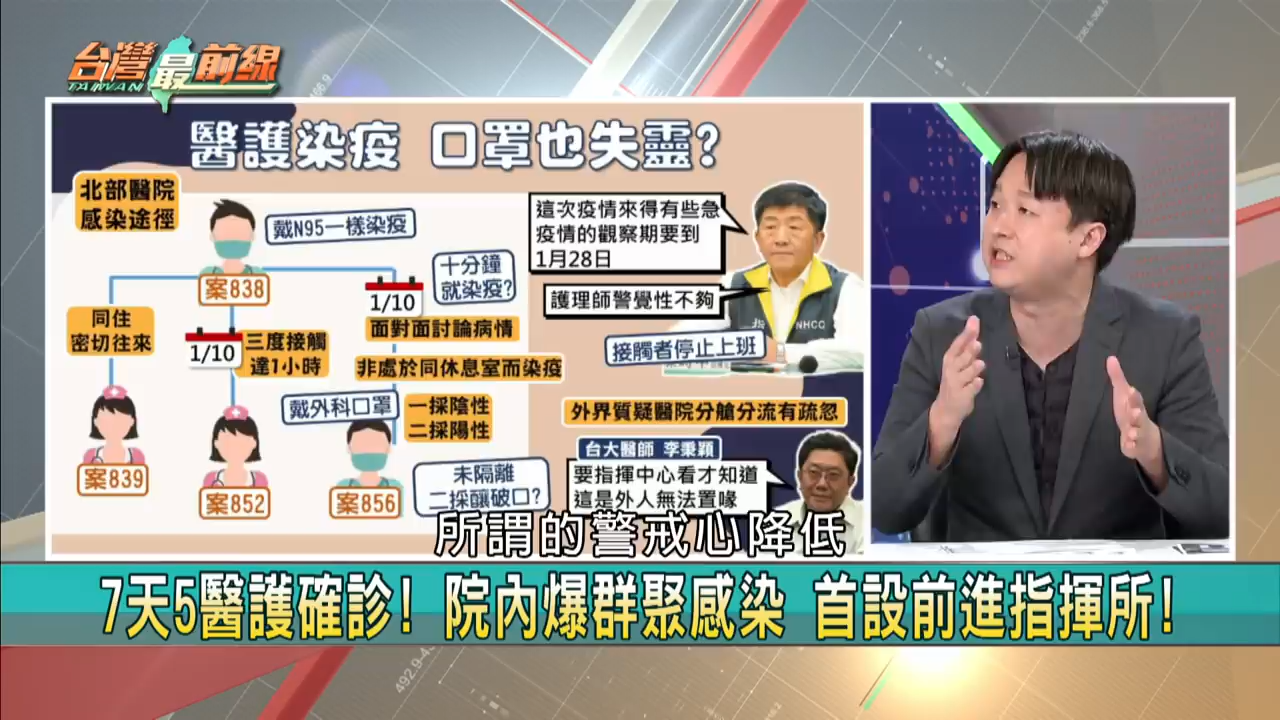 台灣最前線
TAIWAN
醫護染疫 口罩也失靈?
北部醫院
感染途徑
戴N95一樣染疫
案838
十分鐘
就染疫?
1/10
面對面討論病情
非處於同休息室而染疫
同住
密切往來
1/10
三度接觸
達1小時
戴外科口罩
一採陰性
二採陽性
案839
案852
案856
未隔離
二採釀破口?
這次疫情來得有些急
疫情的觀察期要到
1月28日
護理師警覺性不夠
接觸者停止上班
外界質疑醫院分艙分流有疏忽
台大醫師 李秉穎
要指揮中心看才知道
這是外人無法置喙
所謂的警戒心降低
7天5醫護確診! 院內爆群聚感染 首設前進指揮所!